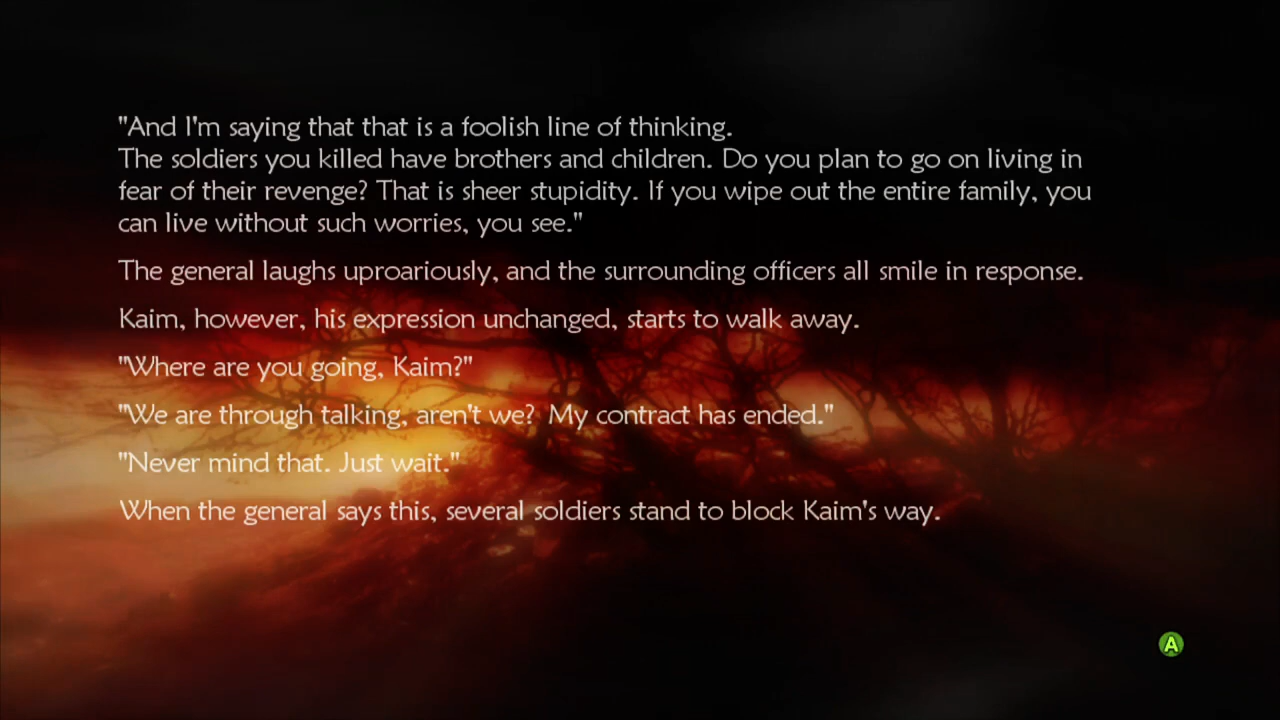 "And I'm saying that that is a foolish line of thinking.
The soldiers you killed have brothers and children. Do you plan to go on living in
fear of their revenge? That is sheer stupidity. If you wipe out the entire family, you
can live without such worries, you see."
The general laughs uproariously, and the surrounding officers all smile in response.
Kaim, however, his expression unchanged, starts to walk away.
"Where are you going, Kaim?"
"We are through talking, aren't we?  My contract has ended."
"Never mind that. Just wait."
When the general says this, several soldiers stand to block Kaim's way.
A